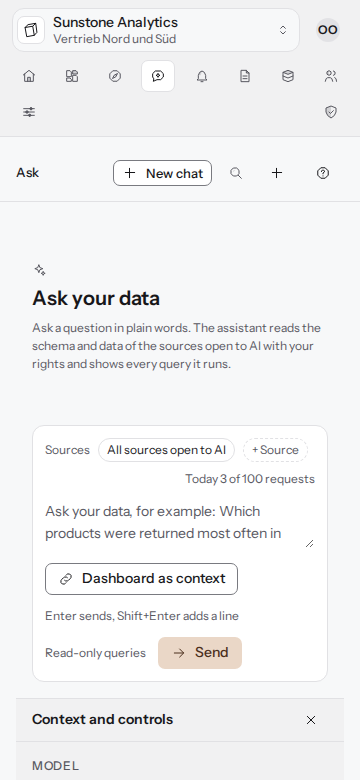 Sunstone Analytics
Vertrieb Nord und Süd
OO
Ask
New chat
Ask your data
Ask a question in plain words. The assistant reads the
schema and data of the sources open to AI with your
rights and shows every query it runs.
Sources
All sources open to AI
+ Source
Today 3 of 100 requests
Ask your data, for example: Which
products were returned most often in
Dashboard as context
Enter sends, Shift+Enter adds a line
Read-only queries
Send
Context and controls
MODEL